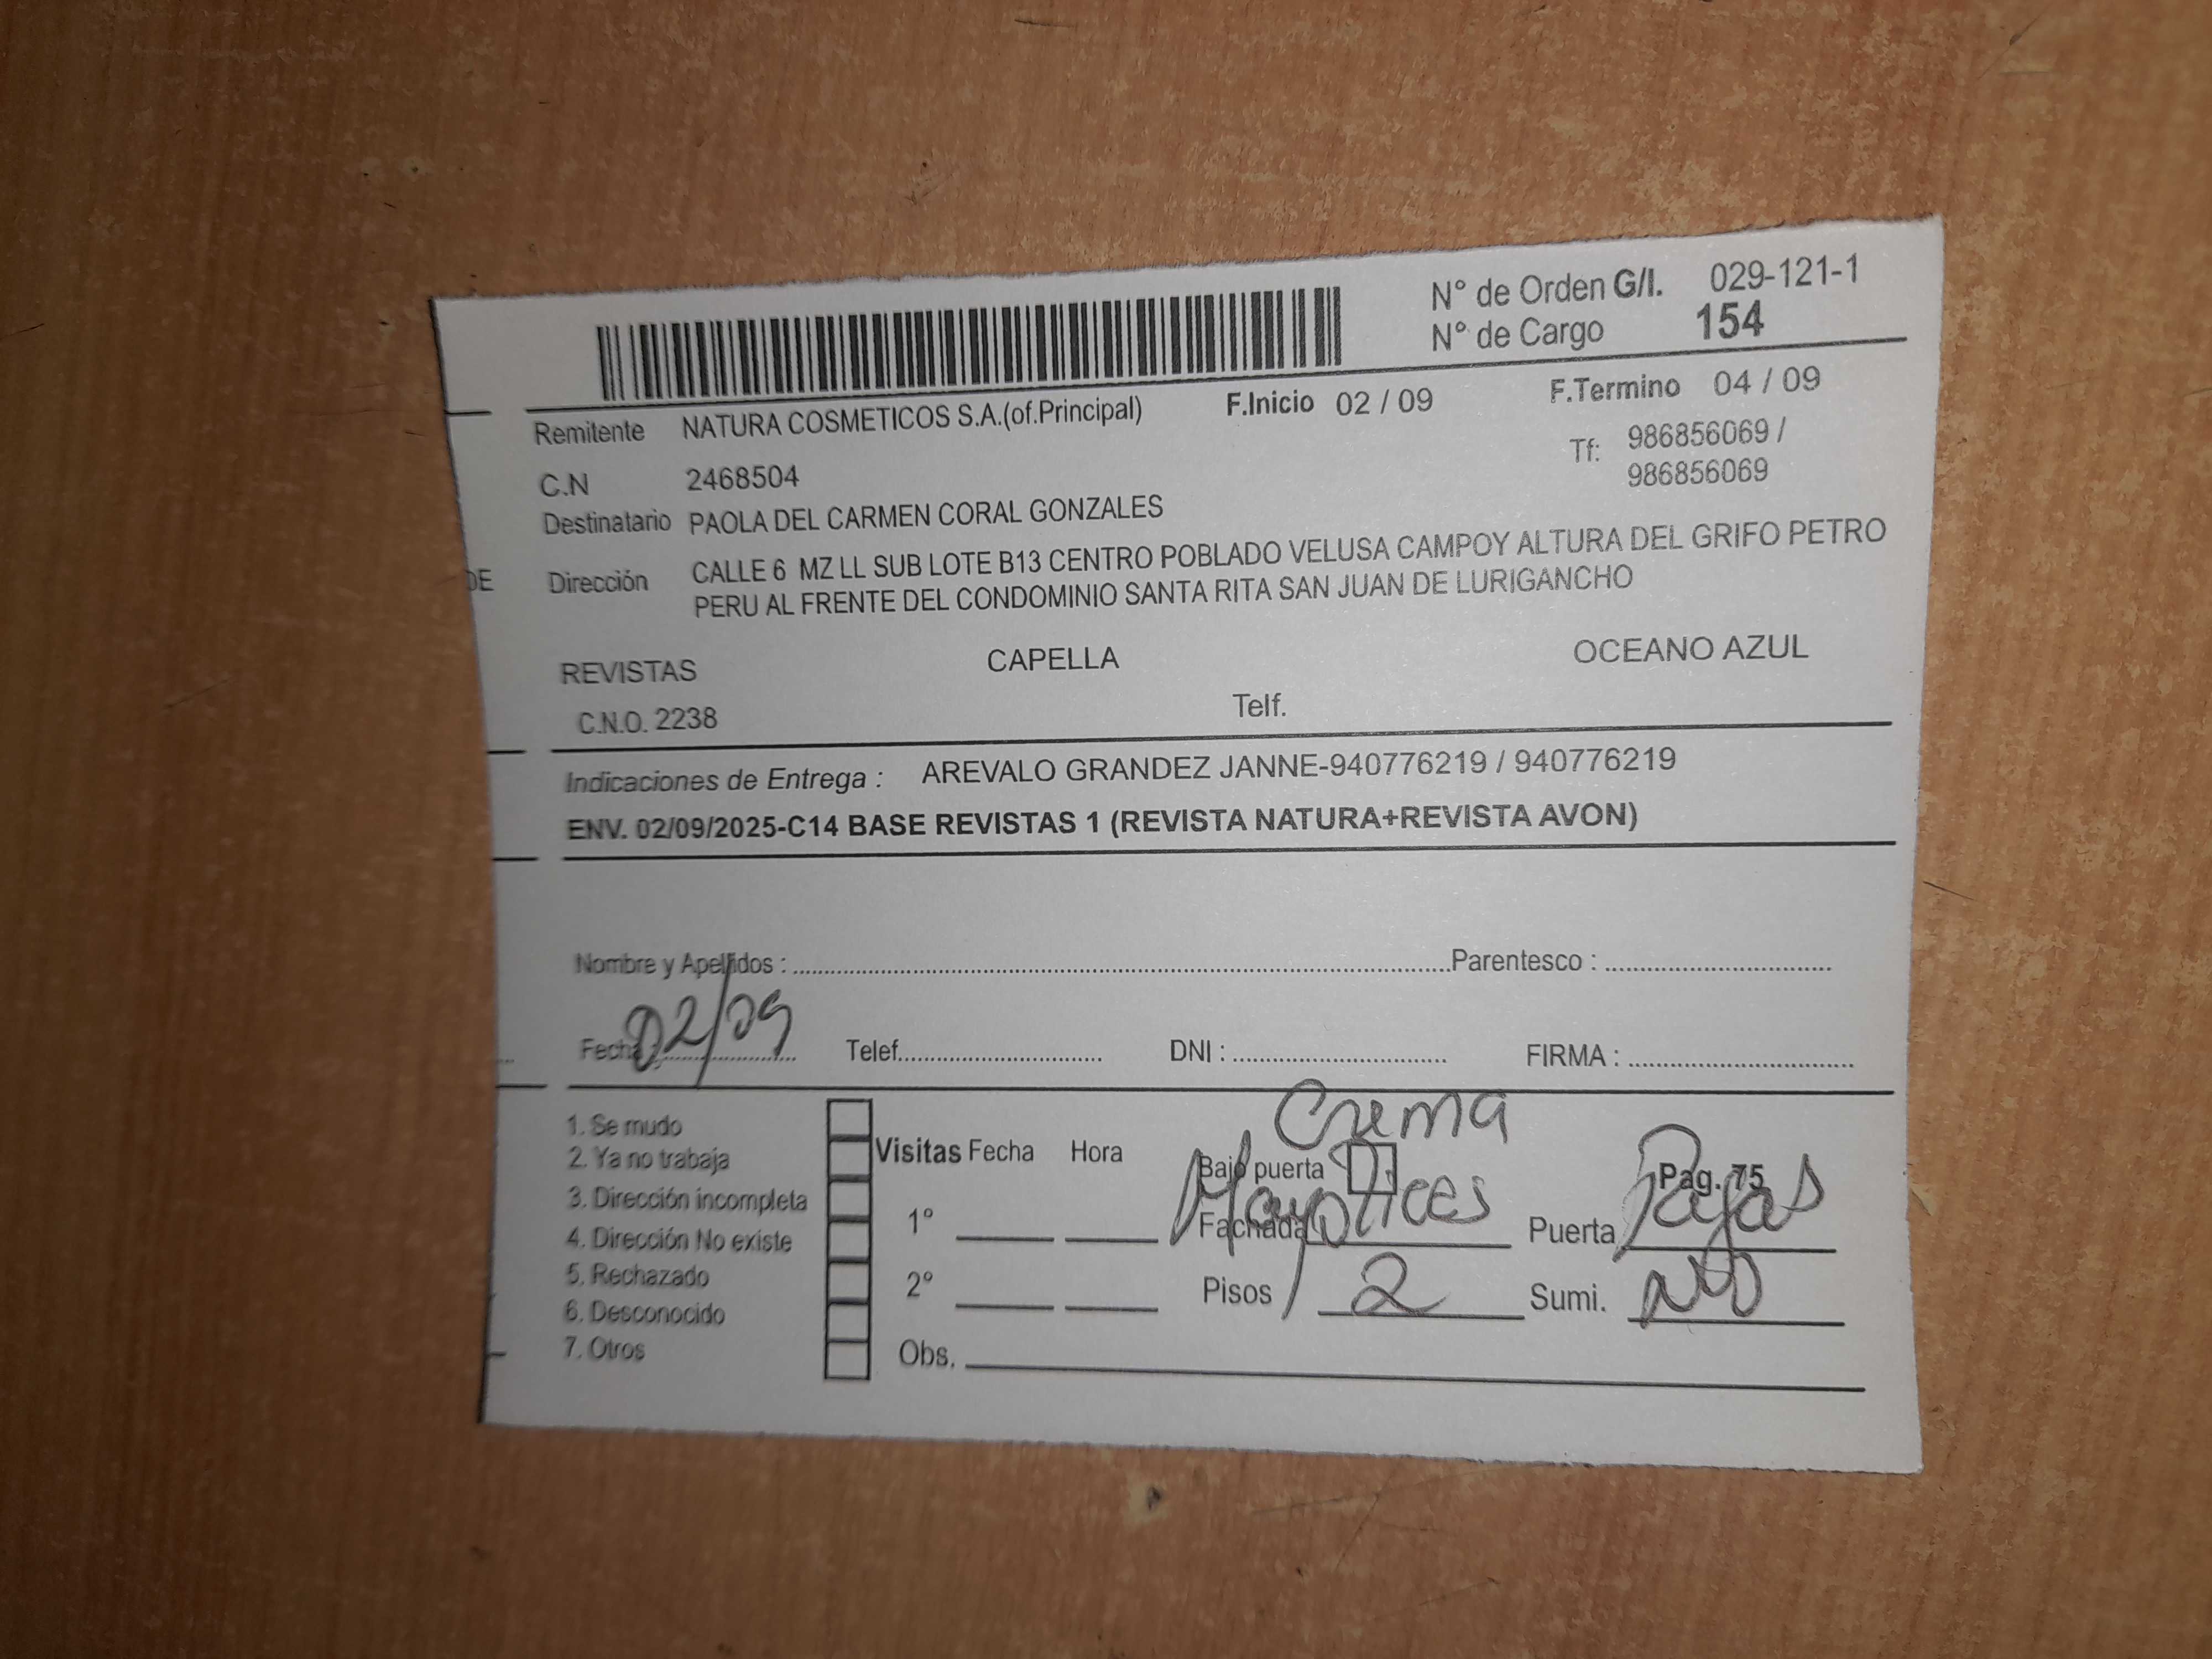 N° de Orden G/I. 029-121-1
N° de Cargo 154
Remitente NATURA COSMETICOS S.A.(of.Principal) F.Inicio 02 / 09 F.Termino 04 / 09
Tf: 986856069 /
986856069
C.N 2468504
Destinatario PAOLA DEL CARMEN CORAL GONZALES
DE
Dirección CALLE 6 MZ LL SUB LOTE B13 CENTRO POBLADO VELUSA CAMPOY ALTURA DEL GRIFO PETRO
PERU AL FRENTE DEL CONDOMINIO SANTA RITA SAN JUAN DE LURIGANCHO
REVISTAS CAPELLA OCEANO AZUL
C.N.O. 2238 Telf.
Indicaciones de Entrega : AREVALO GRANDEZ JANNE-940776219 / 940776219
ENV. 02/09/2025-C14 BASE REVISTAS 1 (REVISTA NATURA+REVISTA AVON)
Nombre y Apellidos : Parentesco :
Fecha : 02/09 Telef. DNI : FIRMA :
1. Se mudo
2. Ya no trabaja
3. Dirección incompleta
4. Dirección No existe
5. Rechazado
6. Desconocido
7. Otros
Visitas Fecha Hora
1°
2°
Obs.
Crema
Bajo puerta Pag. 75
Fachada Puerta Rejas
Pisos 2 Sumi. NO